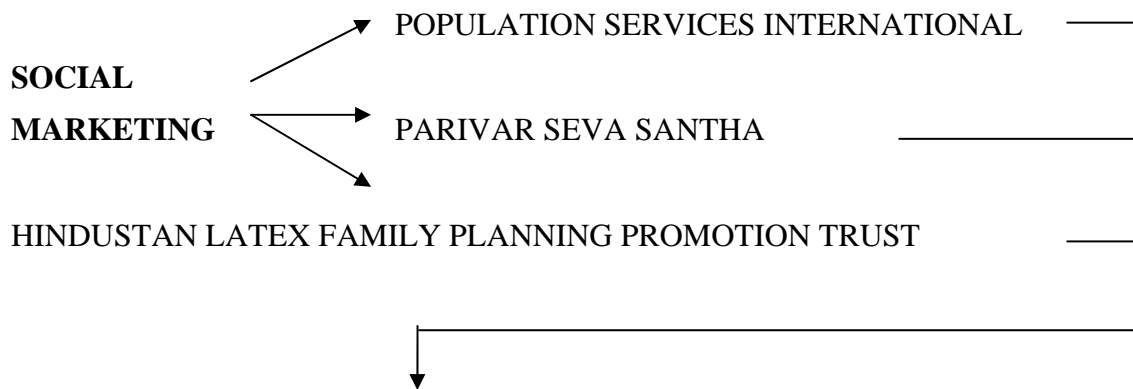 POPULATION SERVICES INTERNATIONAL
SOCIAL
MARKETING PARIVAR SEVA SANTHA
HINDUSTAN LATEX FAMILY PLANNING PROMOTION TRUST